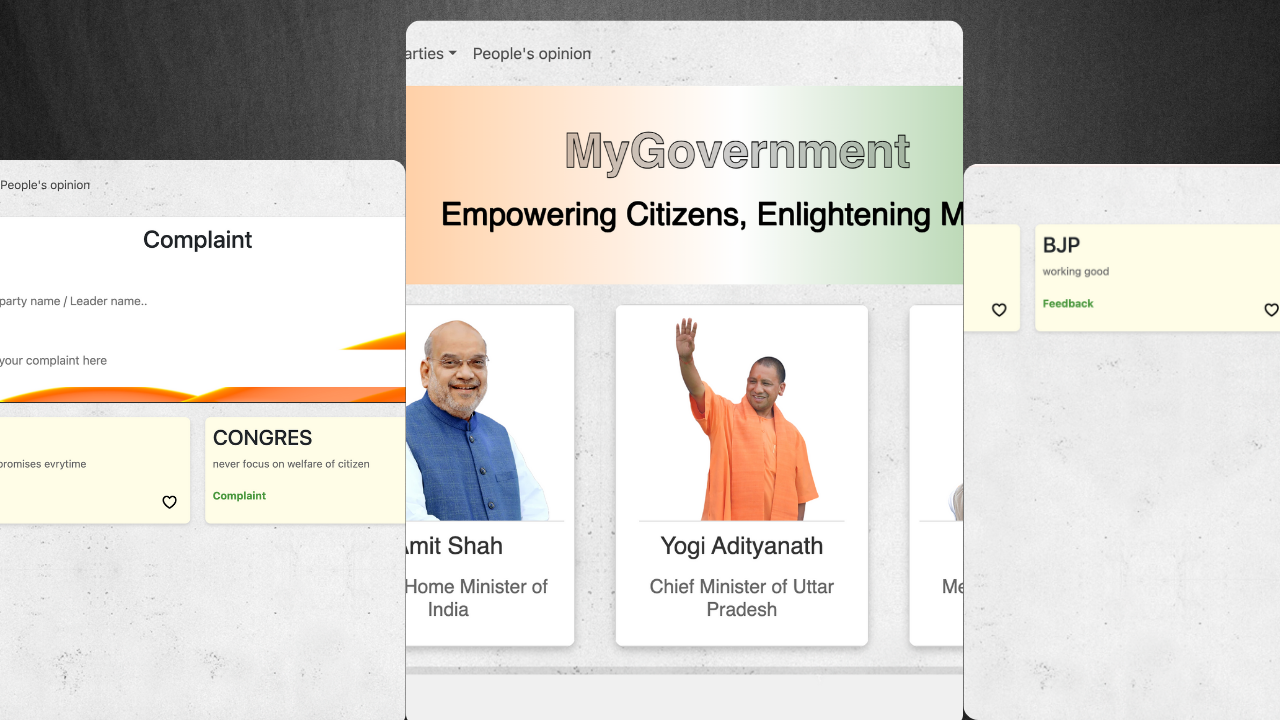 People's opinion
Complaint
party name / Leader name..
your complaint here
promises evrytime
CONGRES
never focus on welfare of citizen
Complaint
arties
People's opinion
MyGovernment
Empowering Citizens, Enlightening M
Amit Shah
Home Minister of
India
Yogi Adityanath
Chief Minister of Uttar
Pradesh
Me
BJP
working good
Feedback